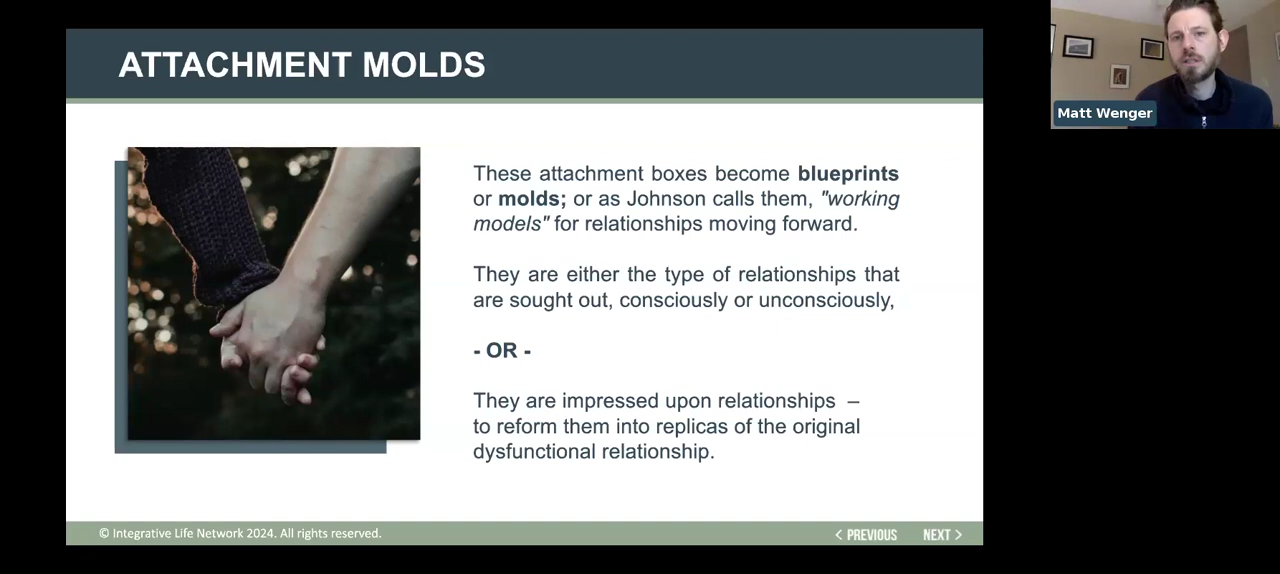 ATTACHMENT MOLDS
These attachment boxes become blueprints
or molds; or as Johnson calls them, "working
models" for relationships moving forward.
They are either the type of relationships that
are sought out, consciously or unconsciously,
- OR -
They are impressed upon relationships –
to reform them into replicas of the original
dysfunctional relationship.
© Integrative Life Network 2024. All rights reserved.
< PREVIOUS
NEXT >
Matt Wenger